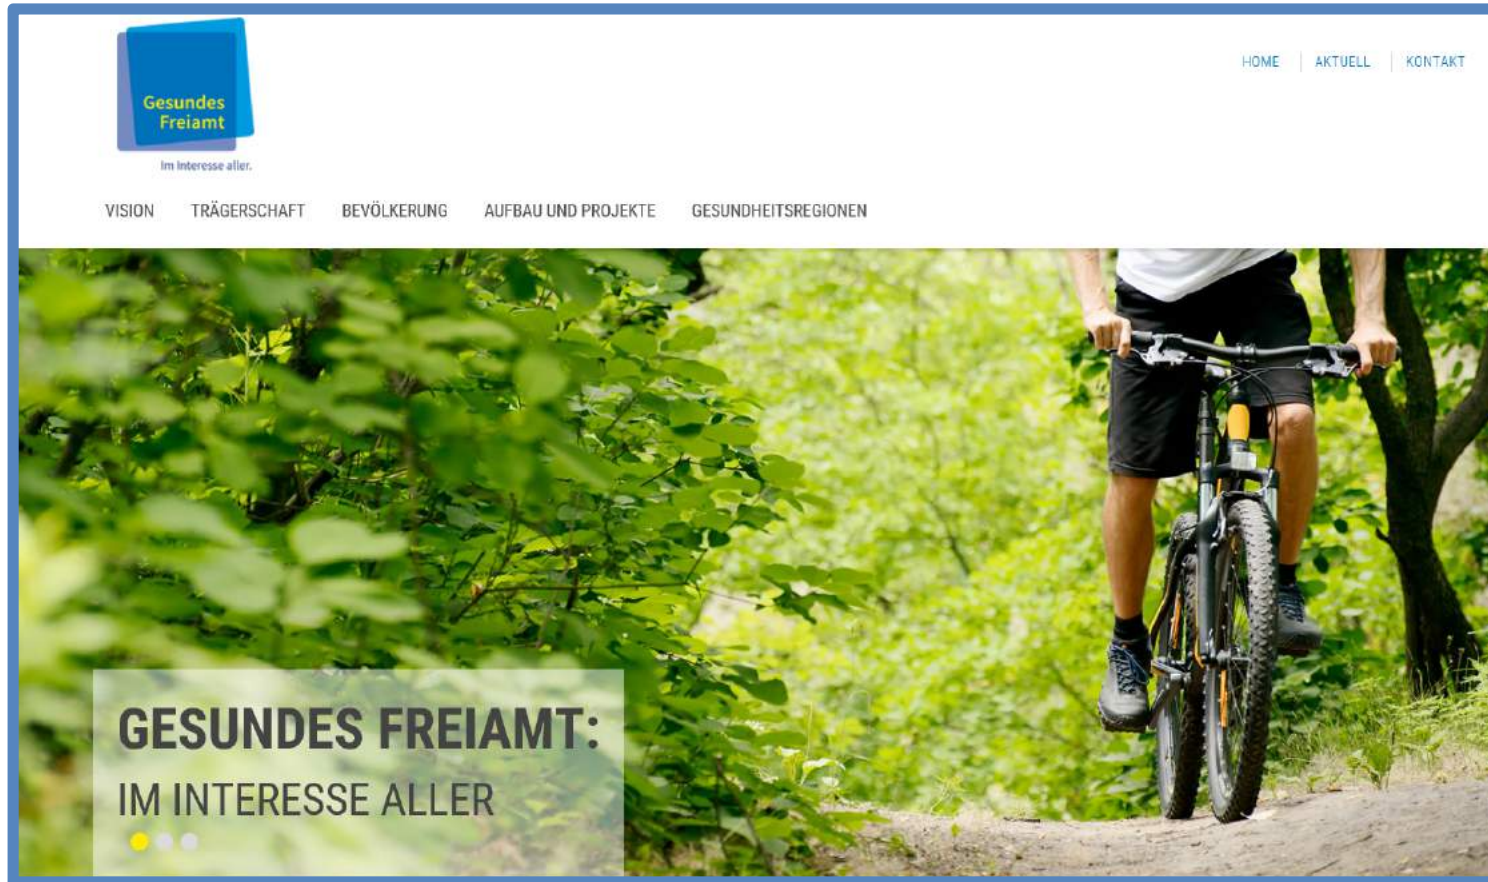 Gesundes
Freiamt
Im Interesse aller.
HOME AKTUELL KONTAKT
VISION TRÄGERSCHAFT BEVÖLKERUNG AUFBAU UND PROJEKTE GESUNDHEITSREGIONEN
GESUNDES FREIAMT:
IM INTERESSE ALLER